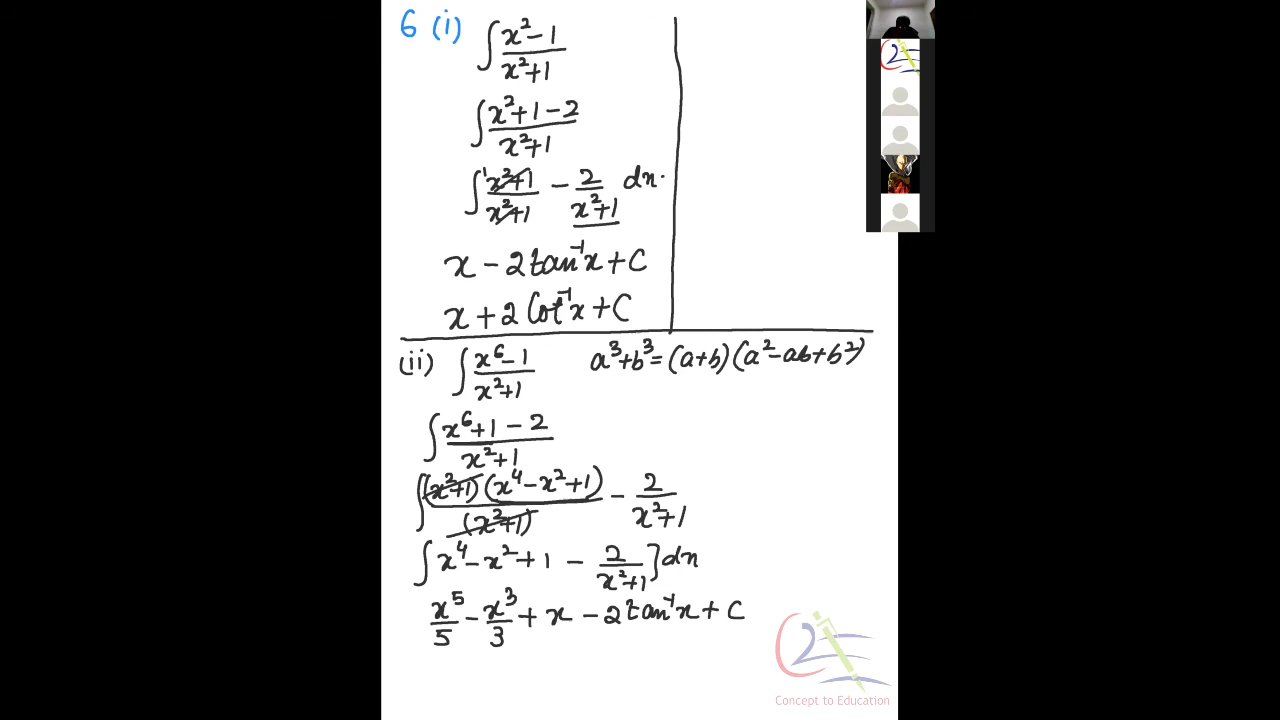 6 (i) ∫ x²-1 / x²+1
∫ x²+1-2 / x²+1
∫ x²+1 / x²+1 - 2 / x²+1 dx.
x - 2tan⁻¹x + C
x + 2 Cot⁻¹x + C
(ii) ∫ x⁶-1 / x²+1 a³+b³=(a+b)(a²-ab+b²)
∫ x⁶+1-2 / x²+1
∫ (x²+1)(x⁴-x²+1) / (x²+1) - 2 / x²+1
∫ x⁴-x²+1 - 2 / x²+1 ] dx
x⁵/5 - x³/3 + x - 2tan⁻¹x + C
C2E
Concept to Education